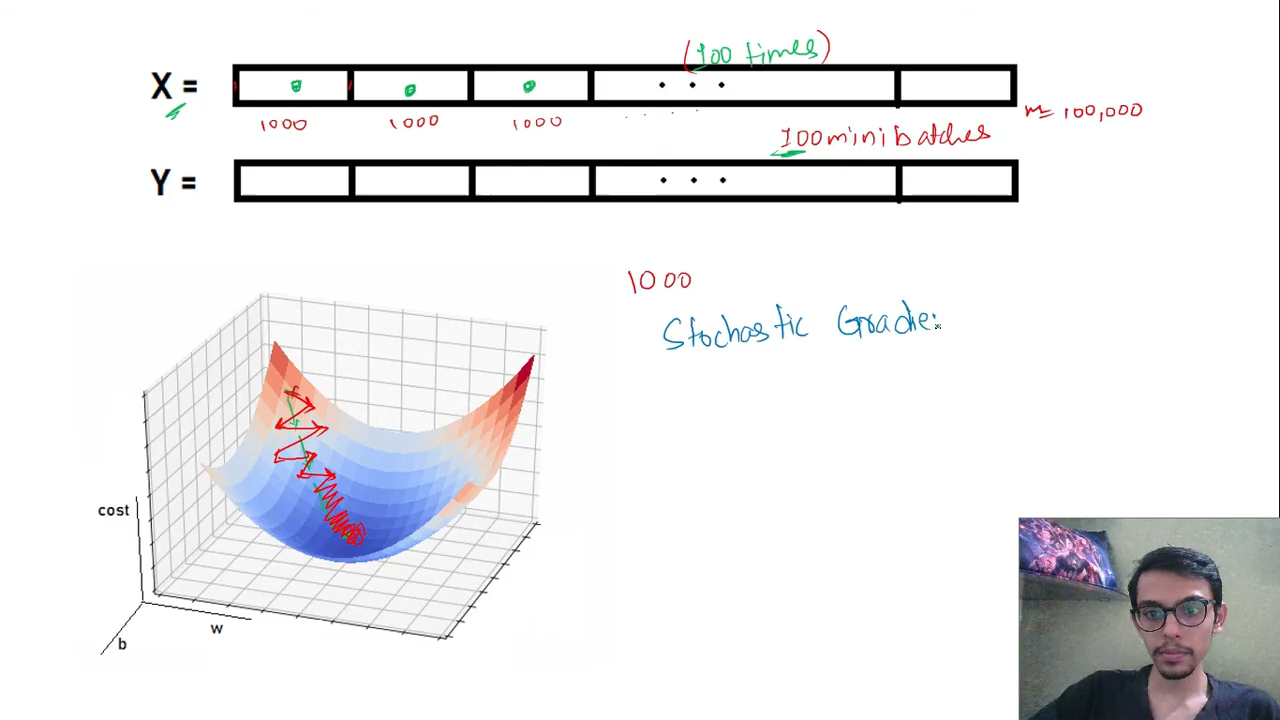 (100 times)
X =
1000 1000 1000
m= 100,000
100 mini batches
Y =
1000
Stochastic Gradie
cost
w
b